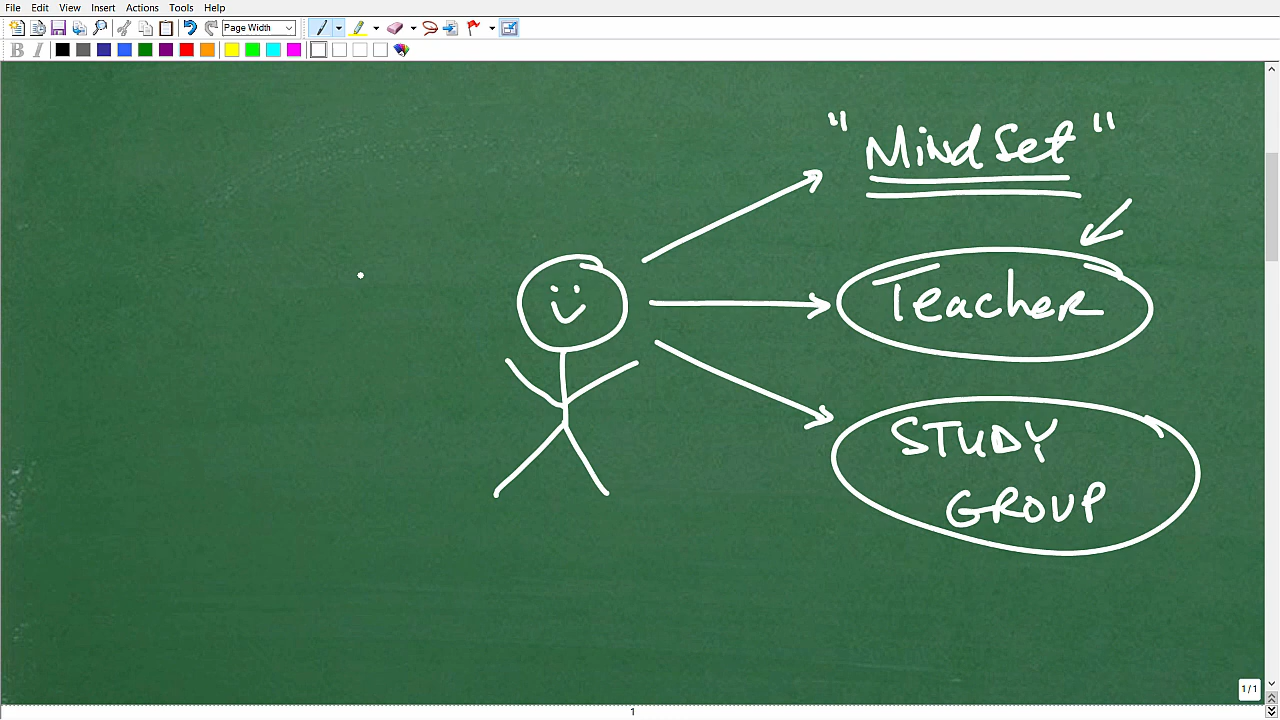 File Edit View Insert Actions Tools Help
Page Width
B I
"Mindset"
Teacher
STUDY
GROUP
1/1
1